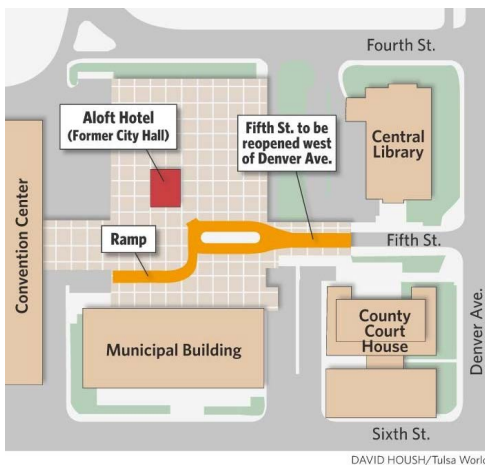 Fourth St.
Aloft Hotel
(Former City Hall)
Fifth St. to be
reopened west
of Denver Ave.
Central
Library
Convention Center
Ramp
Fifth St.
County
Court
House
Municipal Building
Denver Ave.
Sixth St.
DAVID HOUSH/Tulsa World